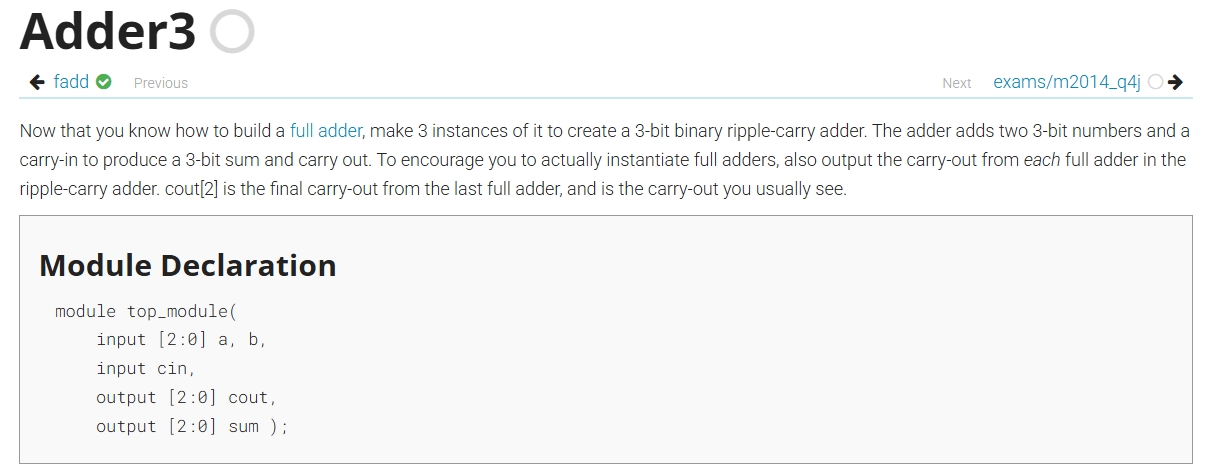 Adder3
fadd Previous Next exams/m2014_q4j
Now that you know how to build a full adder, make 3 instances of it to create a 3-bit binary ripple-carry adder. The adder adds two 3-bit numbers and a
carry-in to produce a 3-bit sum and carry out. To encourage you to actually instantiate full adders, also output the carry-out from each full adder in the
ripple-carry adder. cout[2] is the final carry-out from the last full adder, and is the carry-out you usually see.
Module Declaration
module top_module(
    input [2:0] a, b,
    input cin,
    output [2:0] cout,
    output [2:0] sum );